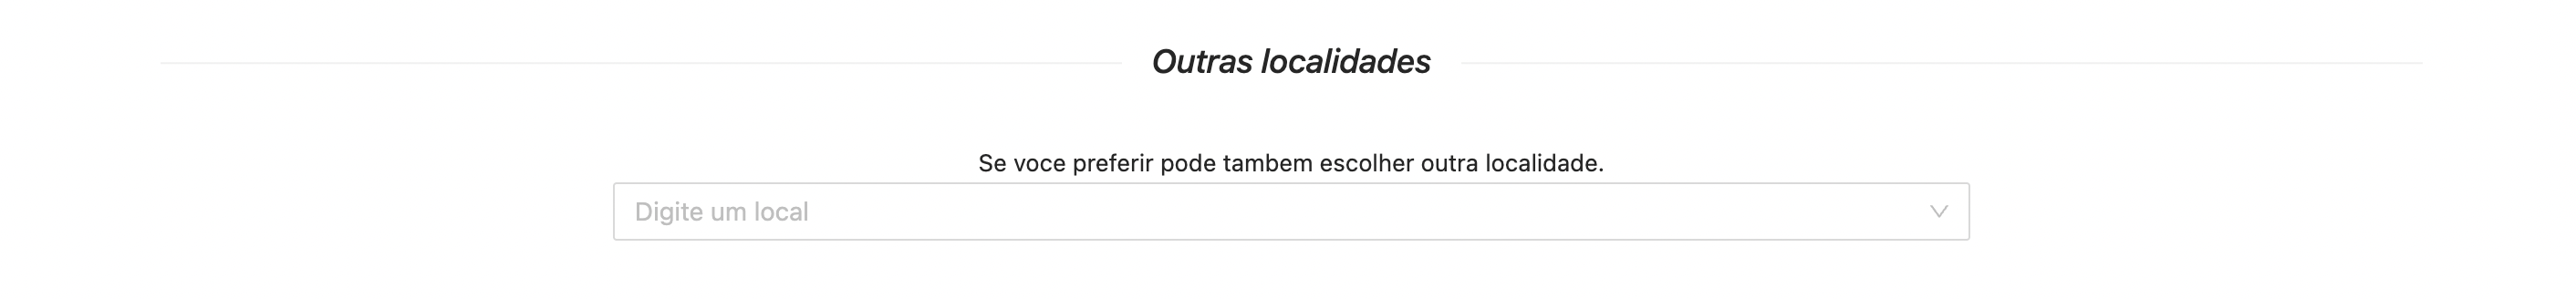 Outras localidades
Se voce preferir pode tambem escolher outra localidade.
Digite um local